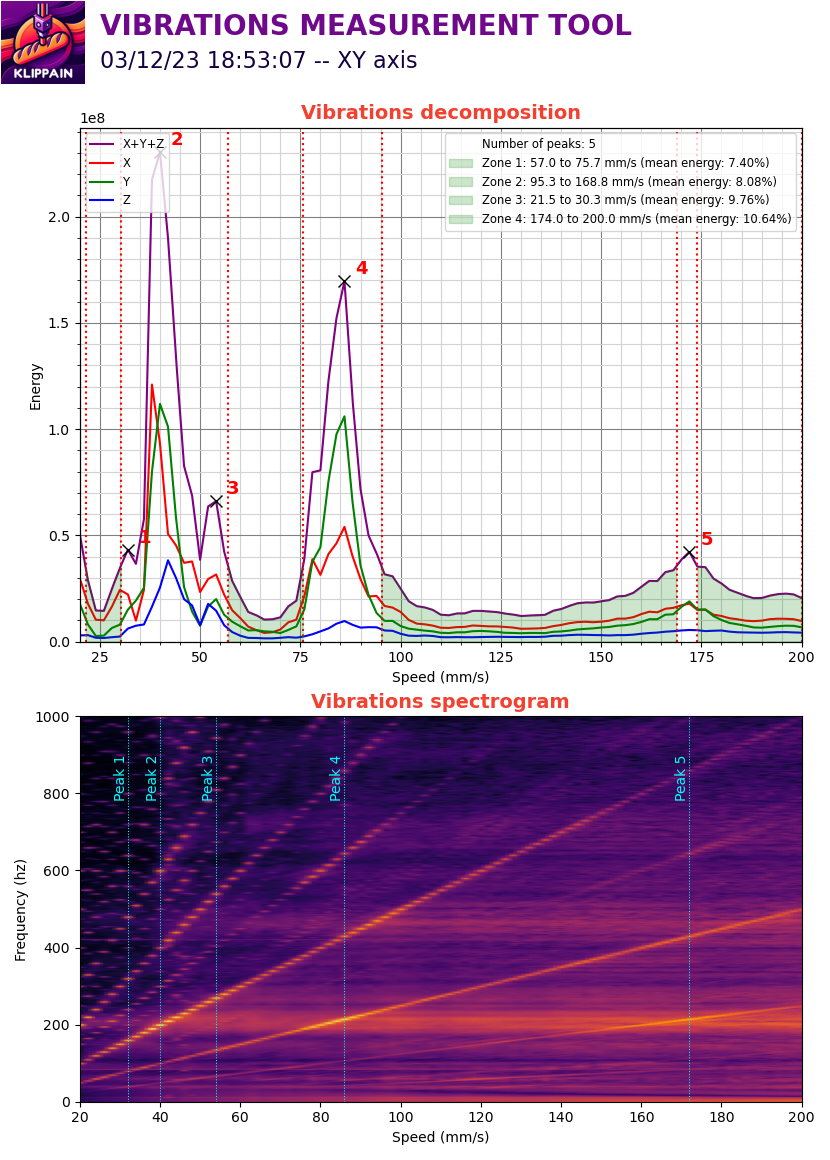 KLIPPAIN
VIBRATIONS MEASUREMENT TOOL
03/12/23 18:53:07 -- XY axis
Vibrations decomposition
1e8
X+Y+Z
X
Y
Z
Number of peaks: 5
Zone 1: 57.0 to 75.7 mm/s (mean energy: 7.40%)
Zone 2: 95.3 to 168.8 mm/s (mean energy: 8.08%)
Zone 3: 21.5 to 30.3 mm/s (mean energy: 9.76%)
Zone 4: 174.0 to 200.0 mm/s (mean energy: 10.64%)
1
2
3
4
5
Energy
2.0
1.5
1.0
0.5
0.0
25 50 75 100 125 150 175 200
Speed (mm/s)
Vibrations spectrogram
Peak 1
Peak 2
Peak 3
Peak 4
Peak 5
Frequency (hz)
1000
800
600
400
200
0
20 40 60 80 100 120 140 160 180 200
Speed (mm/s)